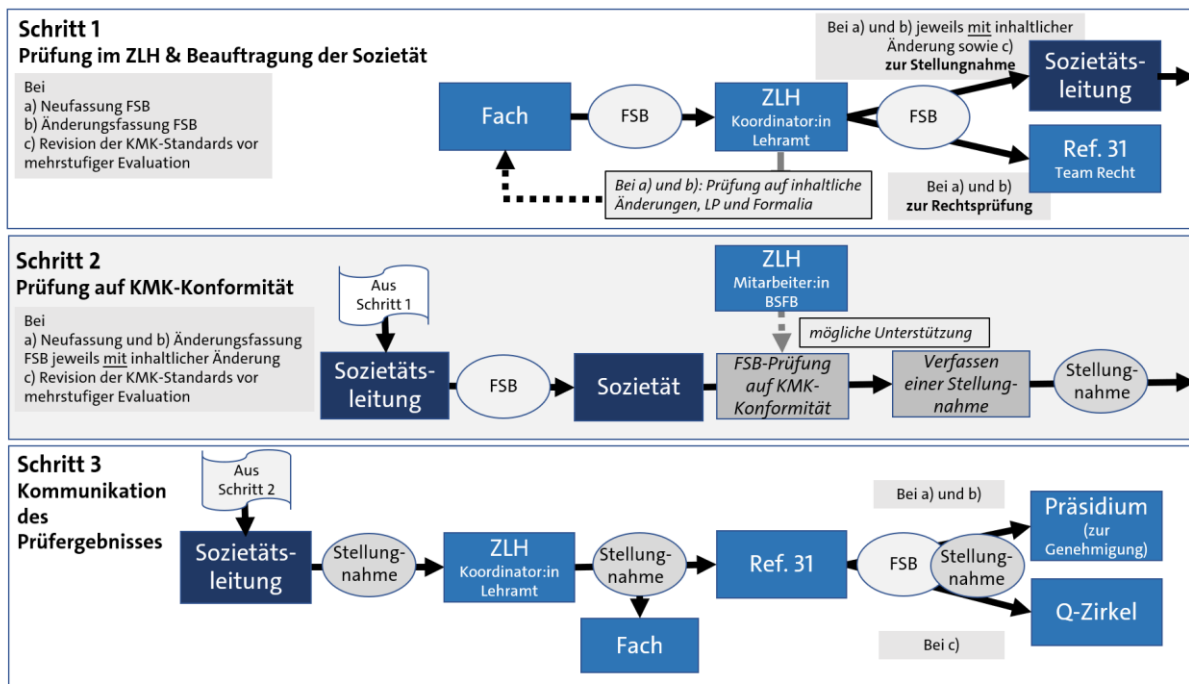 Schritt 1
Prüfung im ZLH & Beauftragung der Sozietät
Bei
a) Neufassung FSB
b) Änderungsfassung FSB
c) Revision der KMK-Standards vor
mehrstufiger Evaluation
Fach
FSB
ZLH
Koordinator:in
Lehramt
Bei a) und b): Prüfung auf inhaltliche
Änderungen, LP und Formalia
Bei a) und b) jeweils mit inhaltlicher
Änderung sowie c)
zur Stellungnahme
FSB
Sozietäts-
leitung
Ref. 31
Team Recht
Bei a) und b)
zur Rechtsprüfung
Schritt 2
Prüfung auf KMK-Konformität
Bei
a) Neufassung und b) Änderungsfassung
FSB jeweils mit inhaltlicher Änderung
c) Revision der KMK-Standards vor
mehrstufiger Evaluation
Aus
Schritt 1
Sozietäts-
leitung
FSB
Sozietät
ZLH
Mitarbeiter:in
BSFB
mögliche Unterstützung
FSB-Prüfung
auf KMK-
Konformität
Verfassen
einer Stellung-
nahme
Stellung-
nahme
Schritt 3
Kommunikation
des
Prüfergebnisses
Aus
Schritt 2
Sozietäts-
leitung
Stellung-
nahme
ZLH
Koordinator:in
Lehramt
Stellung-
nahme
Fach
Ref. 31
Bei a) und b)
FSB
Stellung-
nahme
Bei c)
Präsidium
(zur
Genehmigung)
Q-Zirkel